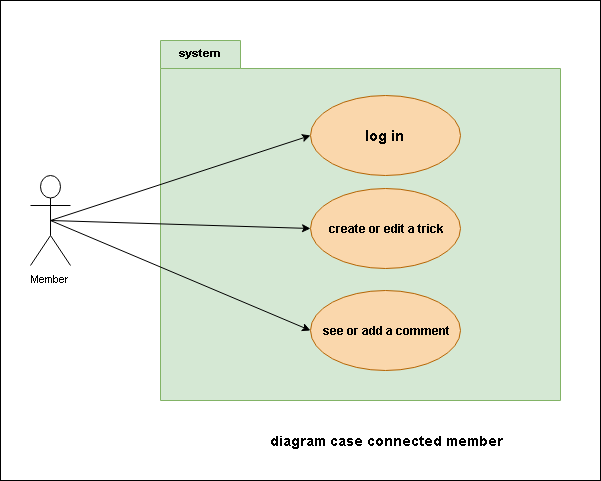 system
log in
create or edit a trick
Member
see or add a comment
diagram case connected member